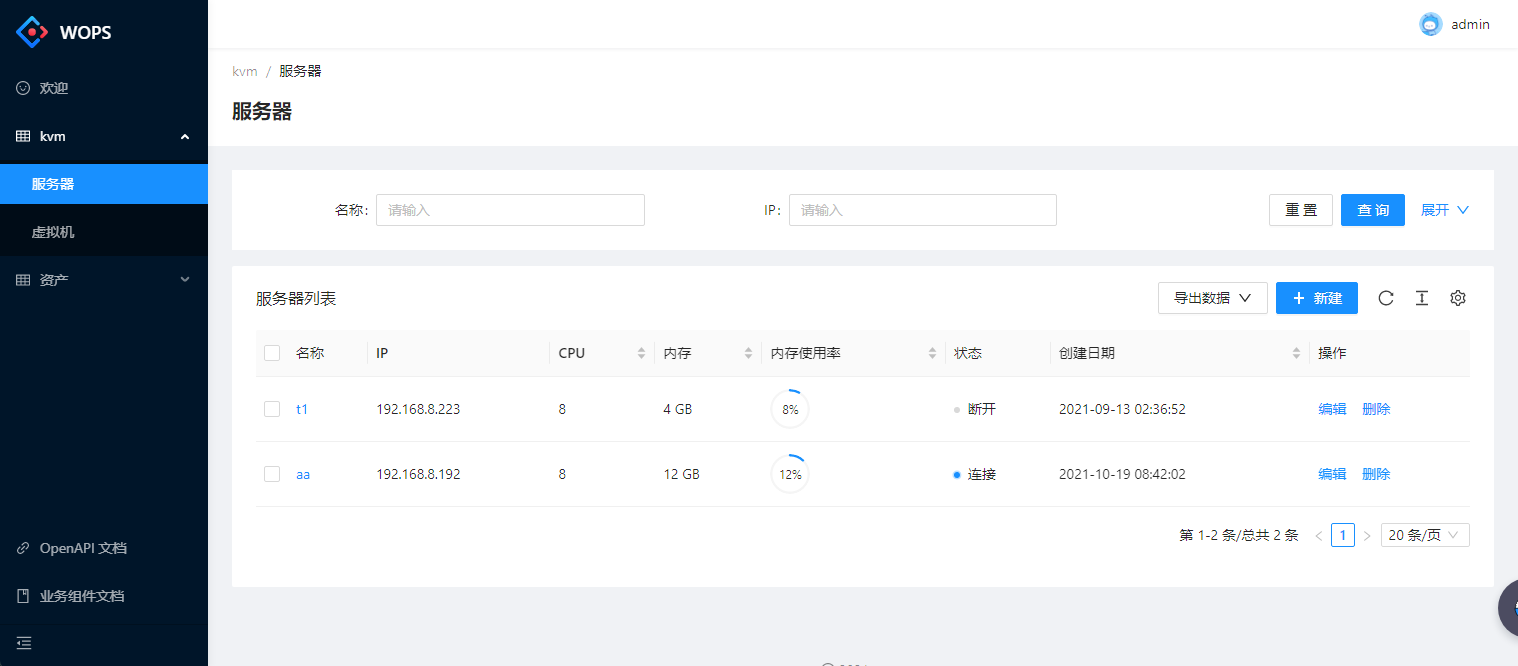 WOPS
admin
欢迎
kvm
服务器
虚拟机
资产
OpenAPI 文档
业务组件文档
kvm / 服务器
服务器
名称: 请输入 IP: 请输入 重 置 查 询 展开
服务器列表 导出数据 + 新建
名称 IP CPU 内存 内存使用率 状态 创建日期 操作
t1 192.168.8.223 8 4 GB 8% 断开 2021-09-13 02:36:52 编辑 删除
aa 192.168.8.192 8 12 GB 12% 连接 2021-10-19 08:42:02 编辑 删除
第 1-2 条/总共 2 条 < 1 > 20 条/页